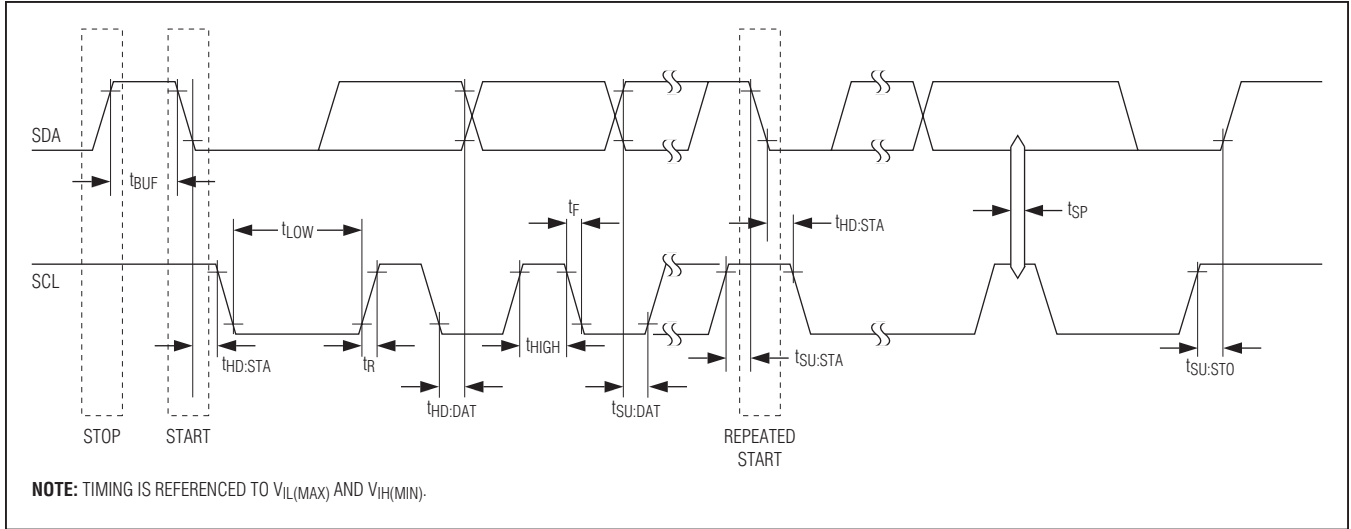 SDA
tBUF
tLOW
tF
tHD:STA
tSP
SCL
tHD:STA
tR
tHD:DAT
tHIGH
tSU:DAT
tSU:STA
tSU:STO
STOP
START
REPEATED
START
NOTE: TIMING IS REFERENCED TO VIL(MAX) AND VIH(MIN).